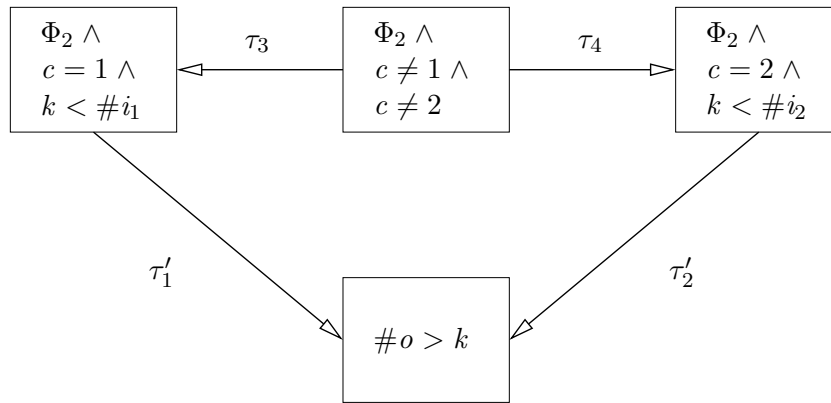 Φ₂ ∧
c = 1 ∧
k < #i₁
τ₃
Φ₂ ∧
c ≠ 1 ∧
c ≠ 2
τ₄
Φ₂ ∧
c = 2 ∧
k < #i₂
τ′₁
τ′₂
#o > k